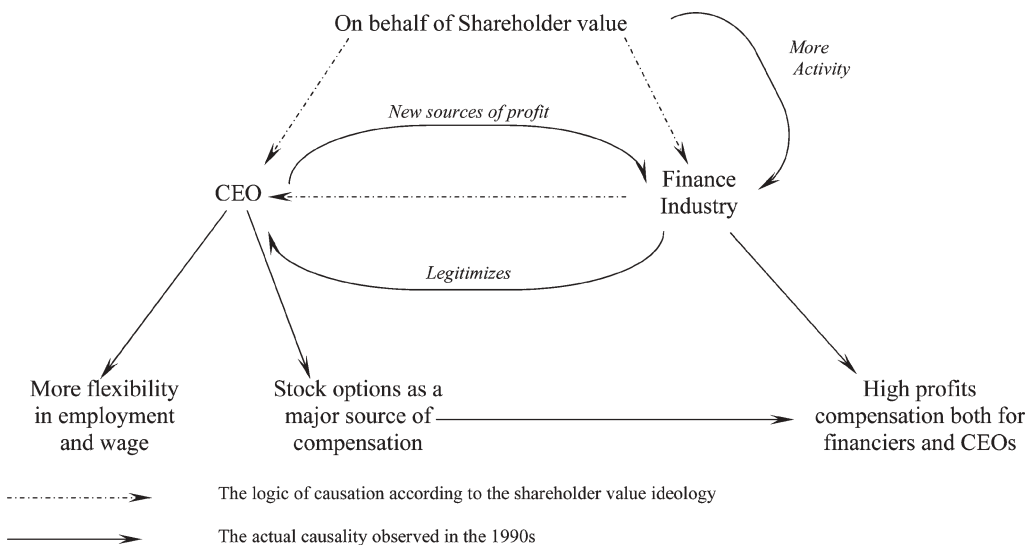 On behalf of Shareholder value
More
Activity
New sources of profit
CEO
Finance
Industry
Legitimizes
More flexibility
in employment
and wage
Stock options as a
major source of
compensation
High profits
compensation both for
financiers and CEOs
The logic of causation according to the shareholder value ideology
The actual causality observed in the 1990s